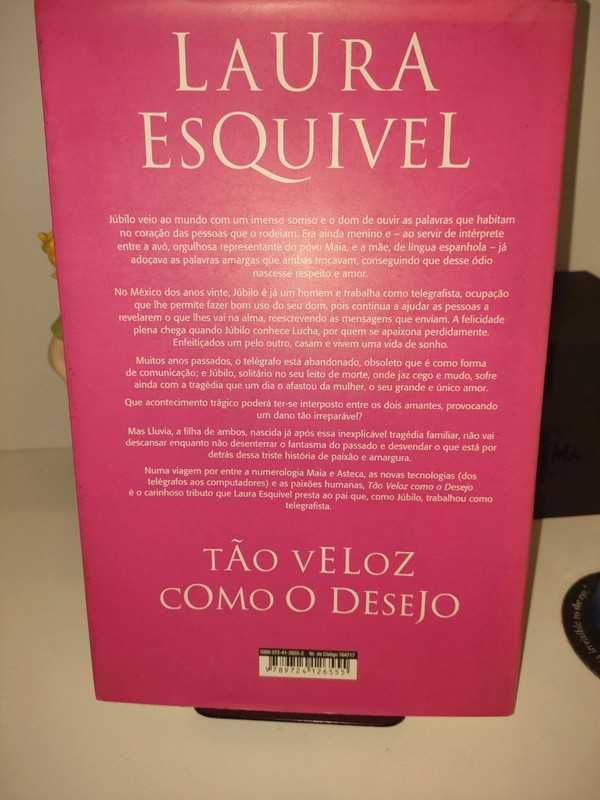 LAURA
ESQUIVEL
Júbilo veio ao mundo com um imenso sorriso e o dom de ouvir as palavras que habitam
no coração das pessoas que o rodeiam. Era ainda menino e – ao servir de intérprete
entre a avó, orgulhosa representante do povo Maia, e a mãe, de língua espanhola – já
adoçava as palavras amargas que ambas trocavam, conseguindo que desse ódio
nascesse respeito e amor.
No México dos anos vinte, Júbilo é já um homem e trabalha como telegrafista, ocupação
que lhe permite fazer bom uso do seu dom, pois continua a ajudar as pessoas a
revelarem o que lhes vai na alma, reescrevendo as mensagens que enviam. A felicidade
plena chega quando Júbilo conhece Lucha, por quem se apaixona perdidamente.
Enfeitiçados um pelo outro, casam e vivem uma vida de sonho.
Muitos anos passados, o telégrafo está abandonado, obsoleto que é como forma
de comunicação; e Júbilo, solitário no seu leito de morte, onde jaz cego e mudo, sofre
ainda com a tragédia que um dia o afastou da mulher, o seu grande e único amor.
Que acontecimento trágico poderá ter-se interposto entre os dois amantes, provocando
um dano tão irreparável?
Mas Lluvia, a filha de ambos, nascida já após essa inexplicável tragédia familiar, não vai
descansar enquanto não desenterrar o fantasma do passado e desvendar o que está por
detrás dessa triste história de paixão e amargura.
Numa viagem por entre a numerologia Maia e Asteca, as novas tecnologias (dos
telégrafos aos computadores) e as paixões humanas, Tão Veloz como o Desejo
é o carinhoso tributo que Laura Esquivel presta ao pai que, como Júbilo, trabalhou como
telegrafista.
TÃO VELOZ
COMO O DESEJO
9 789724 126555
invisible to the eye